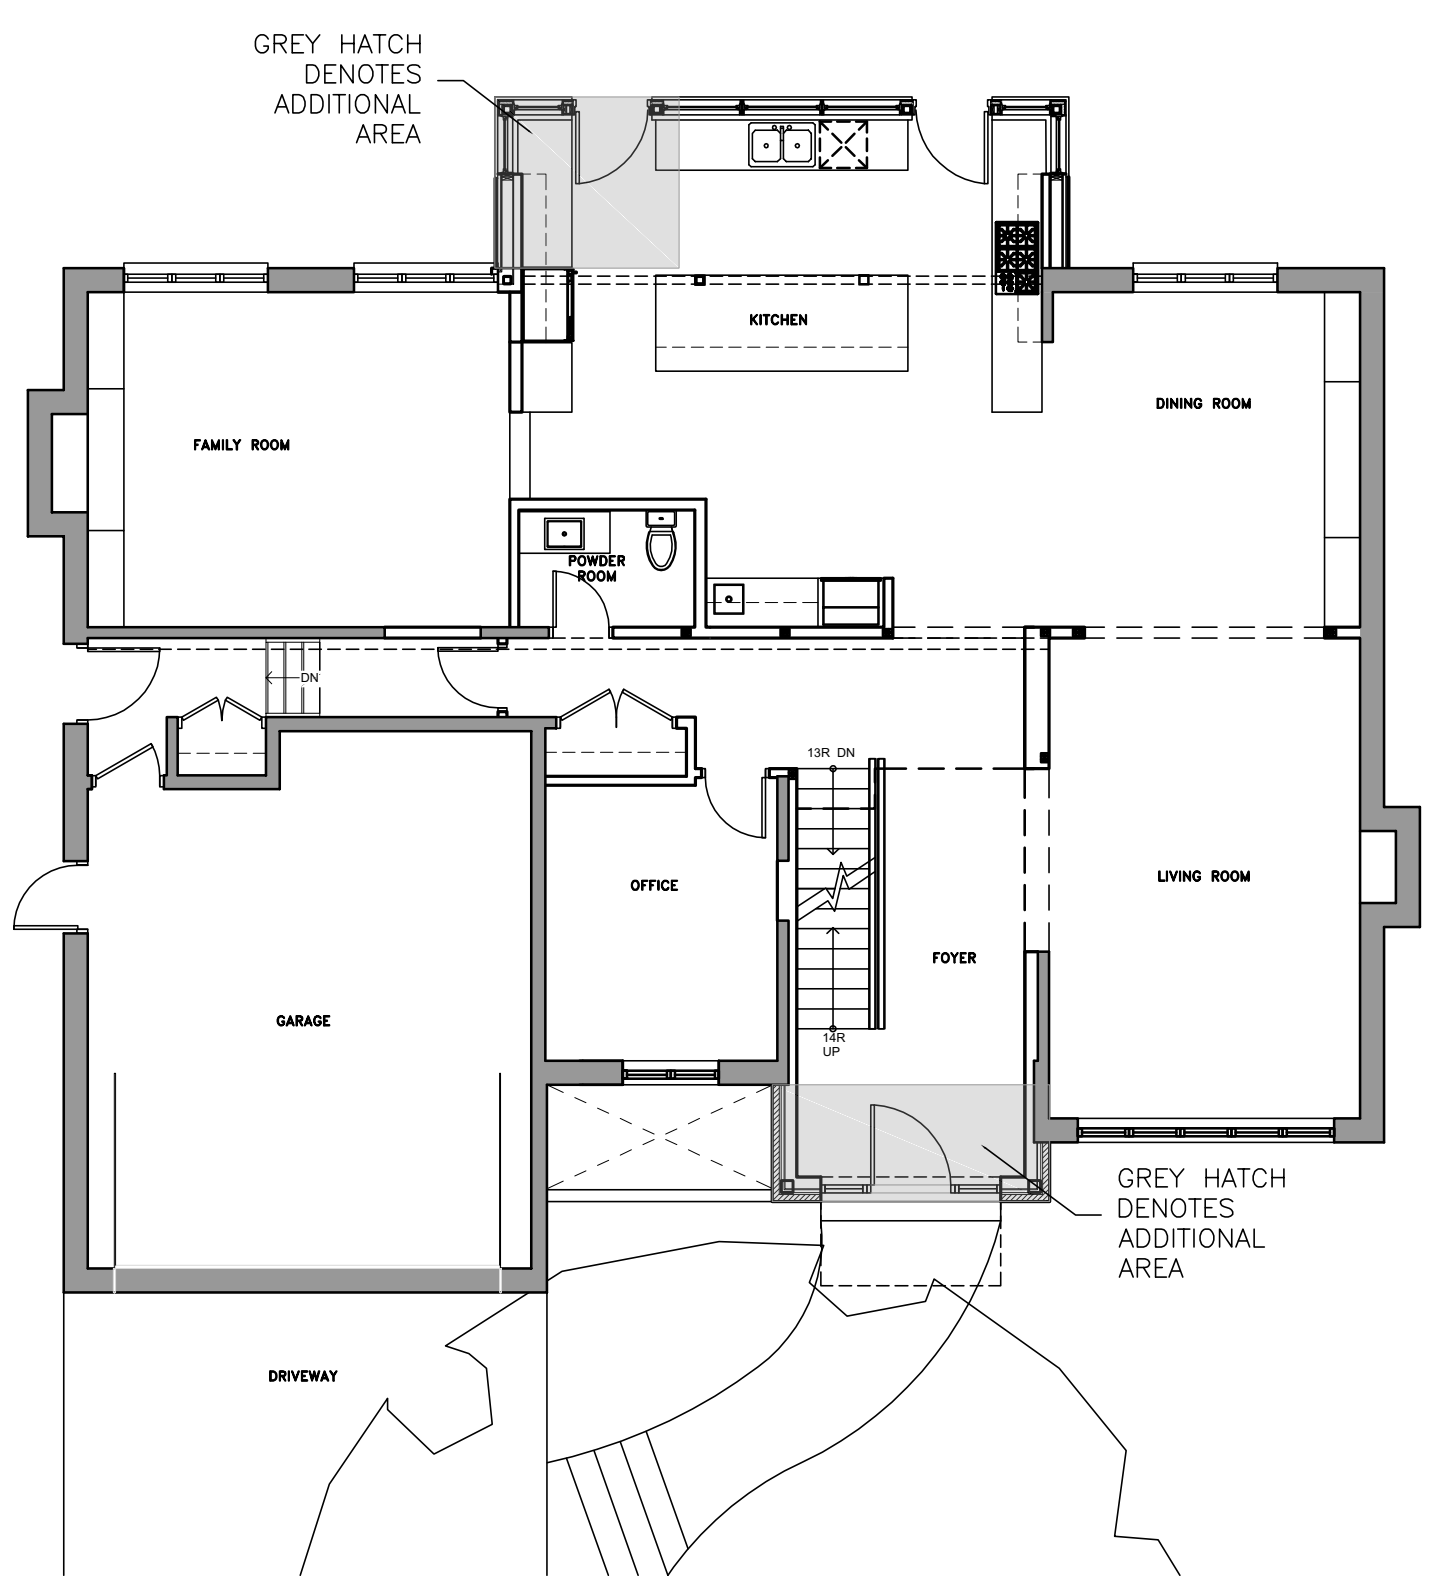 GREY HATCH
DENOTES
ADDITIONAL
AREA
KITCHEN
DINING ROOM
FAMILY ROOM
POWDER
ROOM
DN
13R DN
OFFICE
LIVING ROOM
FOYER
GARAGE
14R
UP
GREY HATCH
DENOTES
ADDITIONAL
AREA
DRIVEWAY